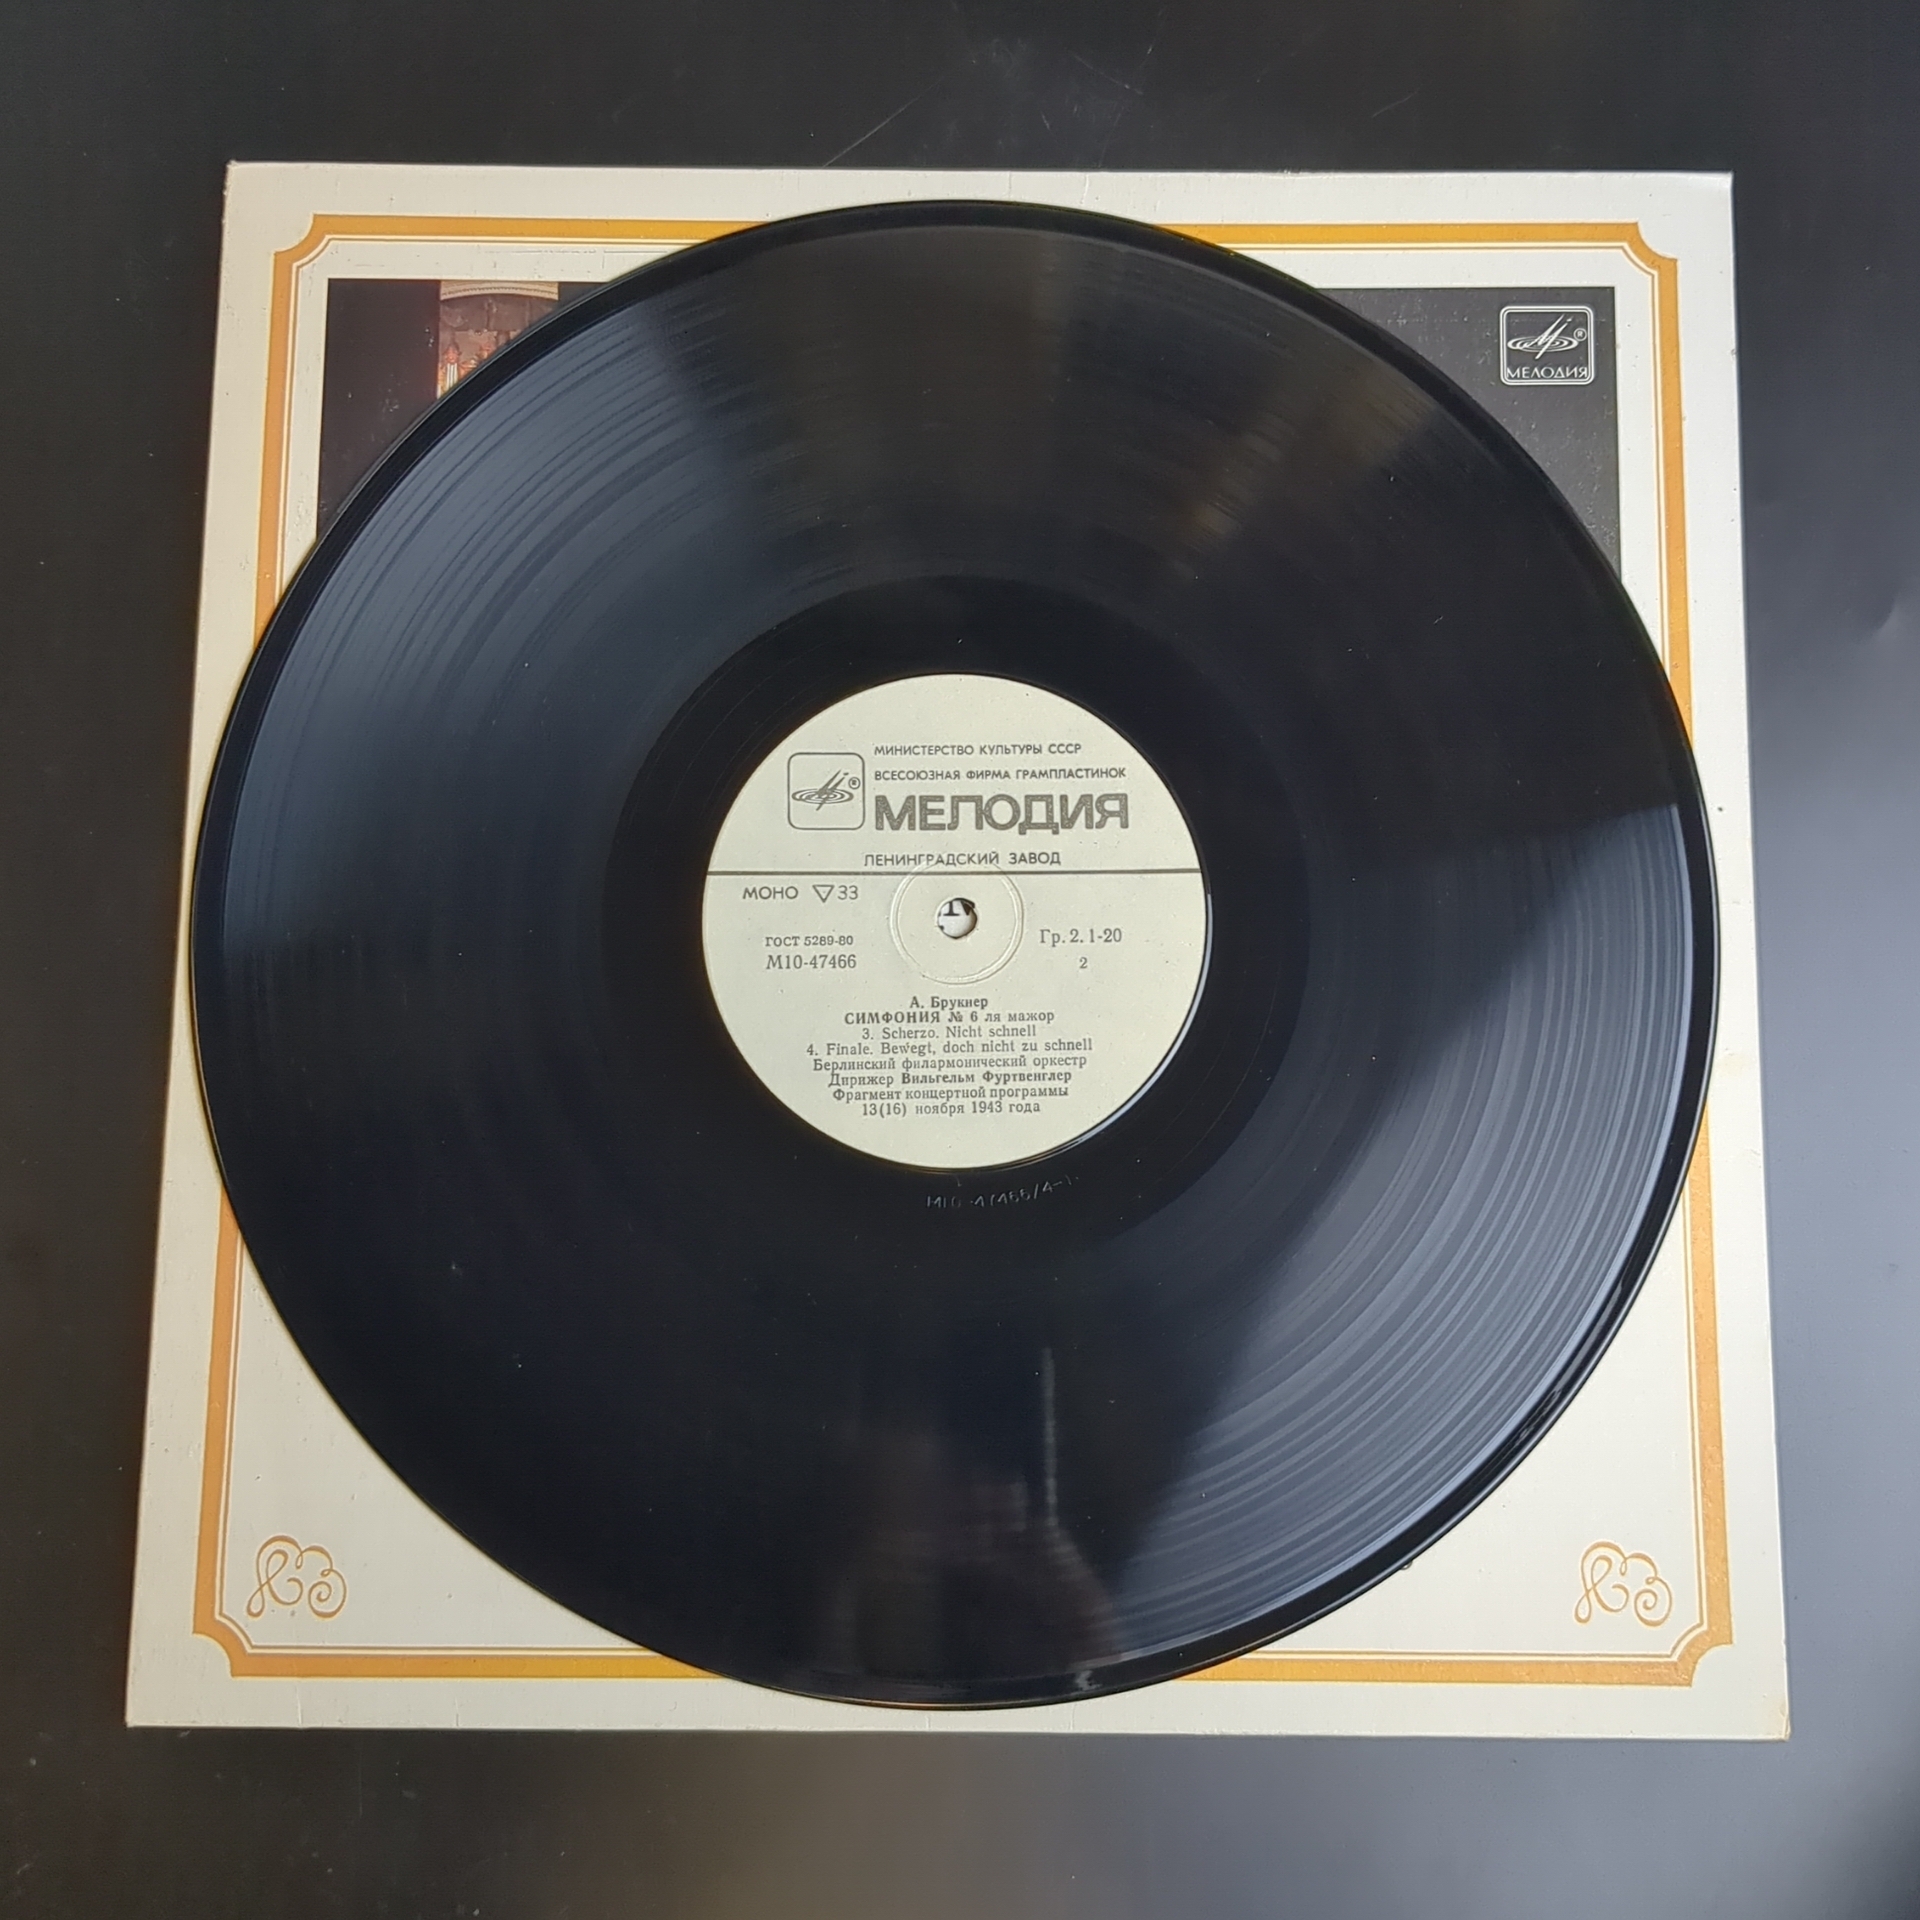 МЕЛОДИЯ
МИНИСТЕРСТВО КУЛЬТУРЫ СССР
ВСЕСОЮЗНАЯ ФИРМА ГРАМПЛАСТИНОК
МЕЛОДИЯ
ЛЕНИНГРАДСКИЙ ЗАВОД
МОНО 33
ГОСТ 5289-80
Гр. 2. 1-20
М10-47466
2
А. Брукнер
СИМФОНИЯ № 6 ля мажор
3. Scherzo. Nicht schnell
4. Finale. Bewegt, doch nicht zu schnell
Берлинский филармонический оркестр
Дирижер Вильгельм Фуртвенглер
Фрагмент концертной программы
13(16) ноября 1943 года